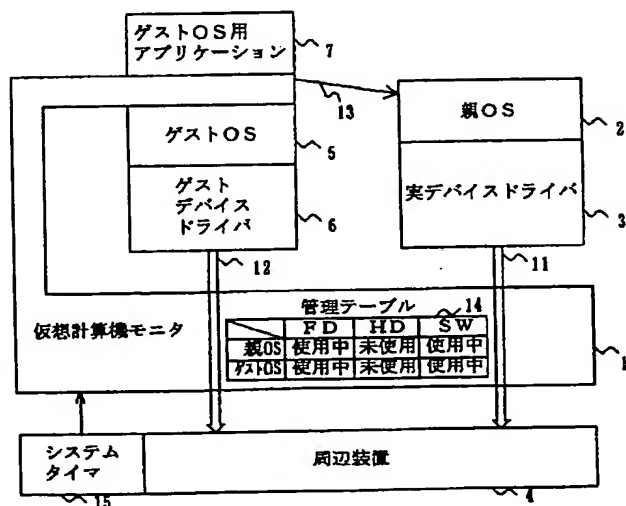 ゲストOS用
アプリケーション
7
13
親OS
2
ゲストOS
5
ゲスト
デバイス
ドライバ
6
実デバイスドライバ
3
12
11
管理テーブル
14
FD HD SW
親OS 使用中 未使用 使用中
ゲストOS 使用中 未使用 使用中
仮想計算機モニタ
1
システム
タイマ
15
周辺装置
4